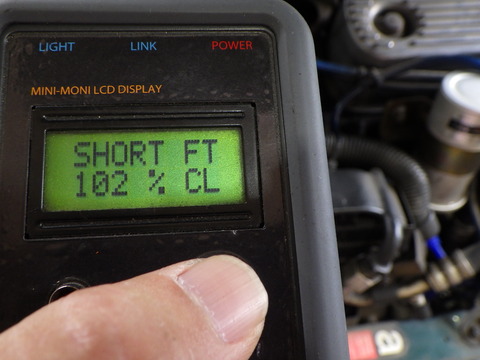 LIGHT LINK POWER
MINI-MONI LCD DISPLAY
SHORT FT
102 % CL
a